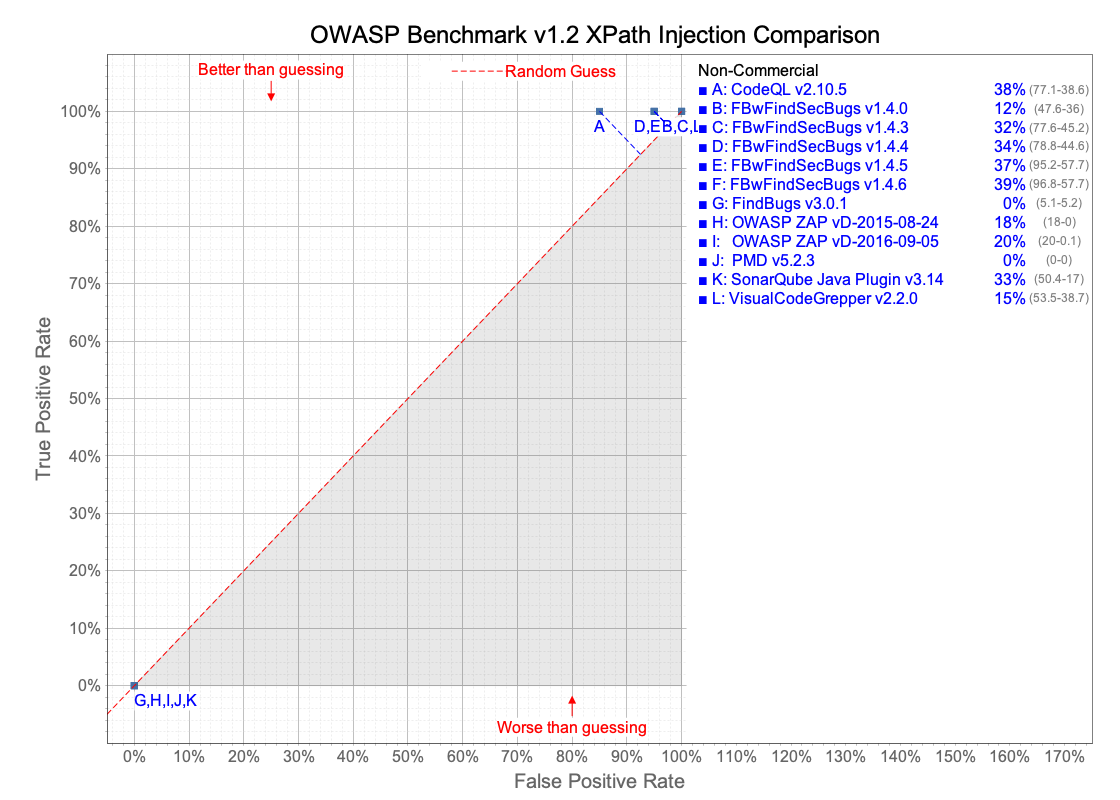 OWASP Benchmark v1.2 XPath Injection Comparison
Better than guessing
Random Guess
Non-Commercial
A: CodeQL v2.10.5 38% (77.1-38.6)
B: FBwFindSecBugs v1.4.0 12% (47.6-36)
C: FBwFindSecBugs v1.4.3 32% (77.6-45.2)
D: FBwFindSecBugs v1.4.4 34% (78.8-44.6)
E: FBwFindSecBugs v1.4.5 37% (95.2-57.7)
F: FBwFindSecBugs v1.4.6 39% (96.8-57.7)
G: FindBugs v3.0.1 0% (5.1-5.2)
H: OWASP ZAP vD-2015-08-24 18% (18-0)
I: OWASP ZAP vD-2016-09-05 20% (20-0.1)
J: PMD v5.2.3 0% (0-0)
K: SonarQube Java Plugin v3.14 33% (50.4-17)
L: VisualCodeGrepper v2.2.0 15% (53.5-38.7)
100%
A
D,E
B,C,L
90%
80%
70%
60%
50%
40%
30%
20%
10%
0%
True Positive Rate
G,H,I,J,K
Worse than guessing
0% 10% 20% 30% 40% 50% 60% 70% 80% 90% 100% 110% 120% 130% 140% 150% 160% 170%
False Positive Rate